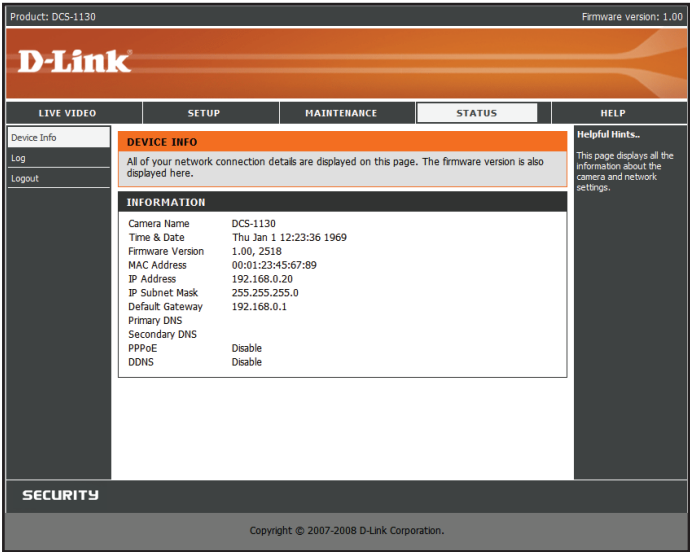 Product: DCS-1130
Firmware version: 1.00
D-Link
LIVE VIDEO
SETUP
MAINTENANCE
STATUS
HELP
Device Info
Log
Logout
DEVICE INFO
All of your network connection details are displayed on this page. The firmware version is also
displayed here.
INFORMATION
Camera Name DCS-1130
Time & Date Thu Jan 1 12:23:36 1969
Firmware Version 1.00, 2518
MAC Address 00:01:23:45:67:89
IP Address 192.168.0.20
IP Subnet Mask 255.255.255.0
Default Gateway 192.168.0.1
Primary DNS
Secondary DNS
PPPoE Disable
DDNS Disable
Helpful Hints..
This page displays all the
information about the
camera and network
settings.
SECURITY
Copyright © 2007-2008 D-Link Corporation.